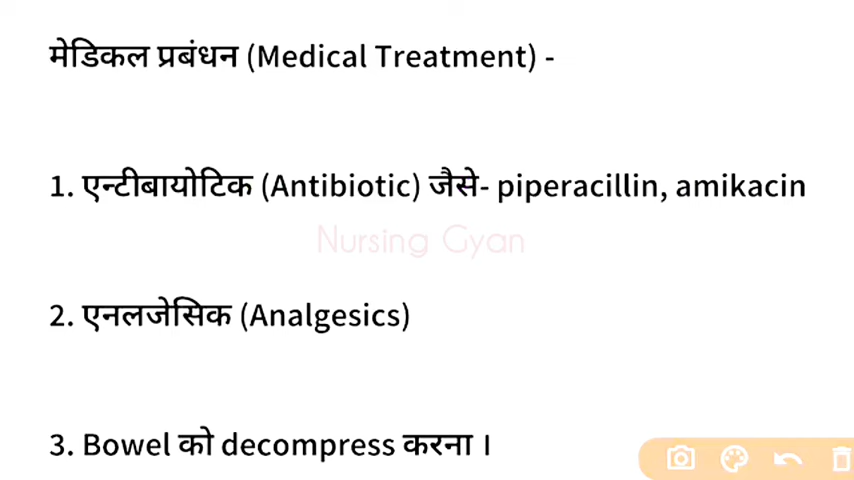 मेडिकल प्रबंधन (Medical Treatment) -
1. एन्टीबायोटिक (Antibiotic) जैसे- piperacillin, amikacin
Nursing Gyan
2. एनलजेसिक (Analgesics)
3. Bowel को decompress करना ।